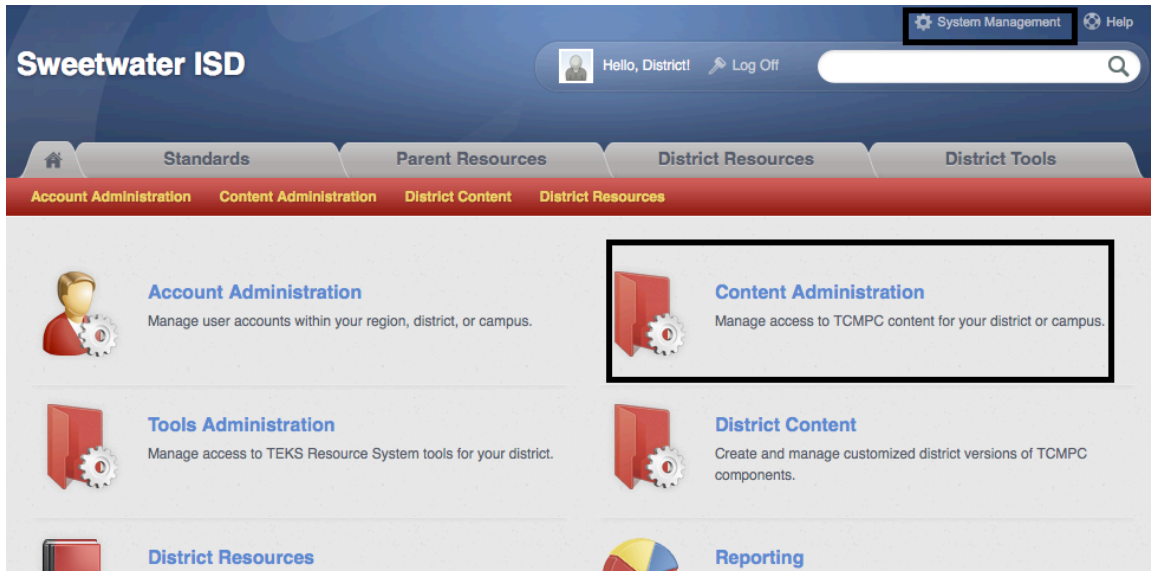 System Management Help
Sweetwater ISD
Hello, District! Log Off
Standards Parent Resources District Resources District Tools
Account Administration Content Administration District Content District Resources
Account Administration
Manage user accounts within your region, district, or campus.
Content Administration
Manage access to TCMPC content for your district or campus.
Tools Administration
Manage access to TEKS Resource System tools for your district.
District Content
Create and manage customized district versions of TCMPC
components.
District Resources
Reporting